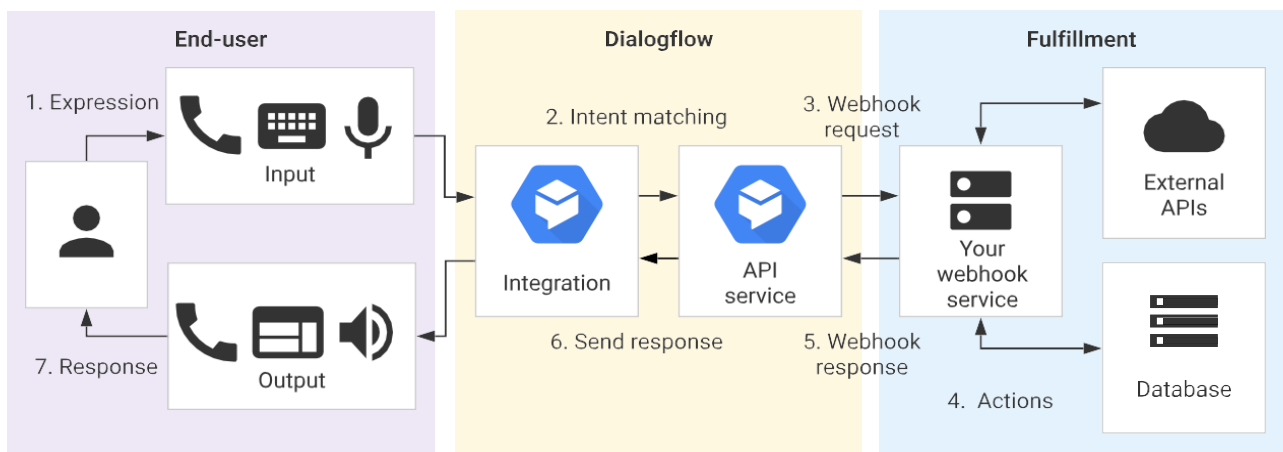 End-user
Dialogflow
Fulfillment
1. Expression
Input
7. Response
Output
2. Intent matching
Integration
API
service
6. Send response
3. Webhook
request
Your
webhook
service
5. Webhook
response
4. Actions
External
APIs
Database